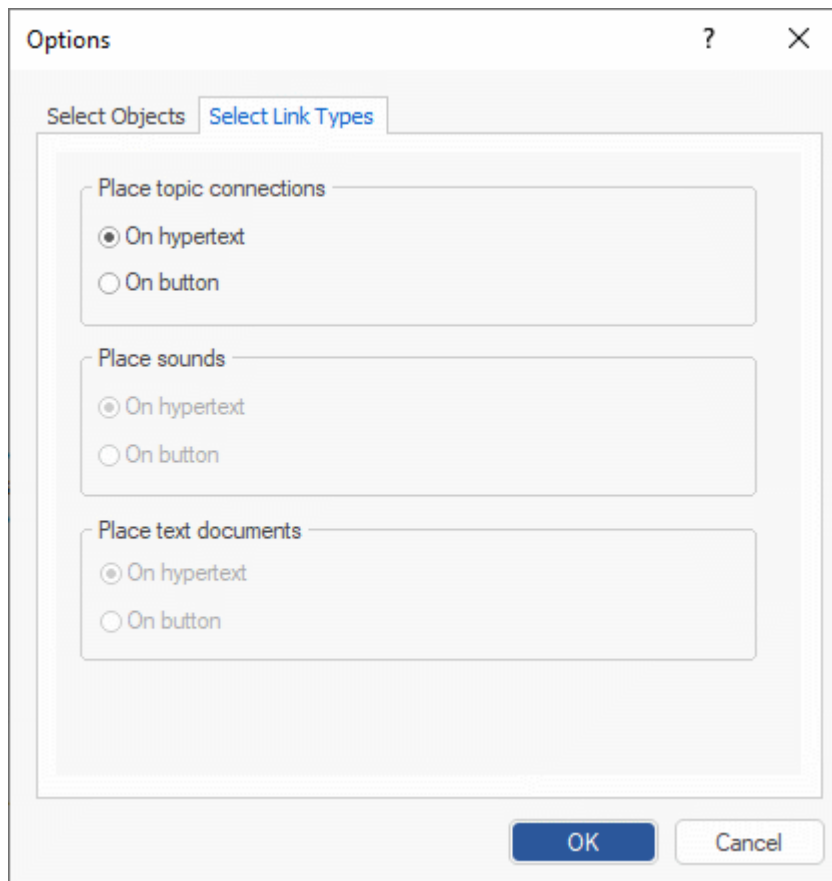 Options
?
Select Objects
Select Link Types
Place topic connections
On hypertext
On button
Place sounds
On hypertext
On button
Place text documents
On hypertext
On button
OK
Cancel